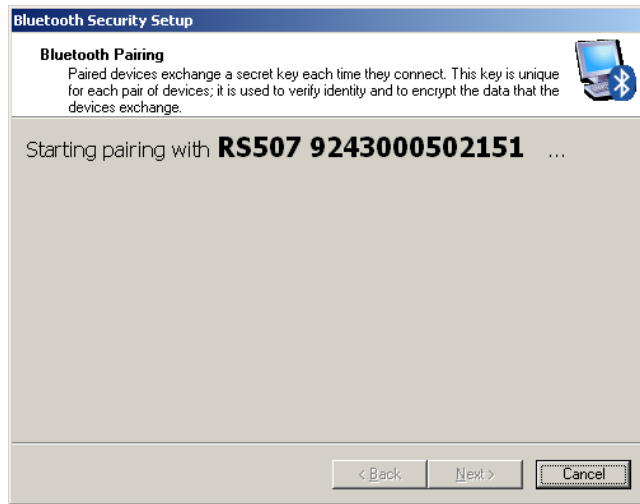 Bluetooth Security Setup
Bluetooth Pairing
Paired devices exchange a secret key each time they connect. This key is unique
for each pair of devices; it is used to verify identity and to encrypt the data that the
devices exchange.
Starting pairing with RS507 9243000502151 ...
< Back Next > Cancel